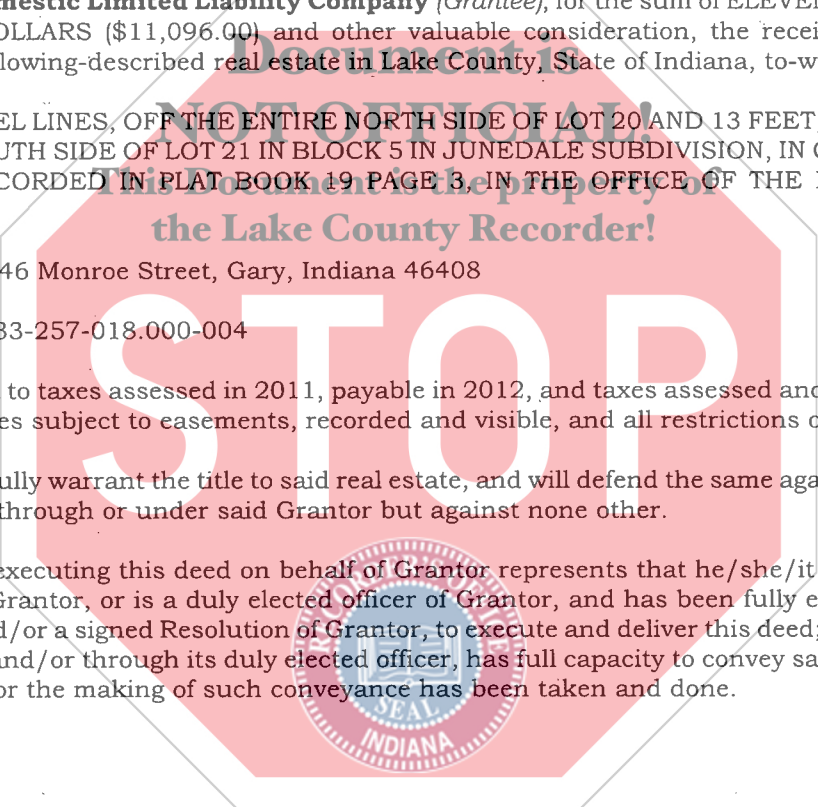 mestic Limited Liability Company (Grantee), for the sum of ELEVEN
OLLARS ($11,096.00) and other valuable consideration, the recei
lowing-described real estate in Lake County, State of Indiana, to-w
Document is
NOT OFFICIAL!
EL LINES, OFF THE ENTIRE NORTH SIDE OF LOT 20 AND 13 FEET,
UTH SIDE OF LOT 21 IN BLOCK 5 IN JUNEDALE SUBDIVISION, IN
CORDED IN PLAT BOOK 19 PAGE 3, IN THE OFFICE OF THE
This Document is the property of
the Lake County Recorder!
46 Monroe Street, Gary, Indiana 46408
33-257-018.000-004
STOP
to taxes assessed in 2011, payable in 2012, and taxes assessed and
es subject to easements, recorded and visible, and all restrictions
ully warrant the title to said real estate, and will defend the same aga
through or under said Grantor but against none other.
executing this deed on behalf of Grantor represents that he/she/it
Grantor, or is a duly elected officer of Grantor, and has been fully e
d/or a signed Resolution of Grantor, to execute and deliver this deed;
and/or through its duly elected officer, has full capacity to convey sa
or the making of such conveyance has been taken and done.
RECORDER'S OFFICE
SEAL
INDIANA